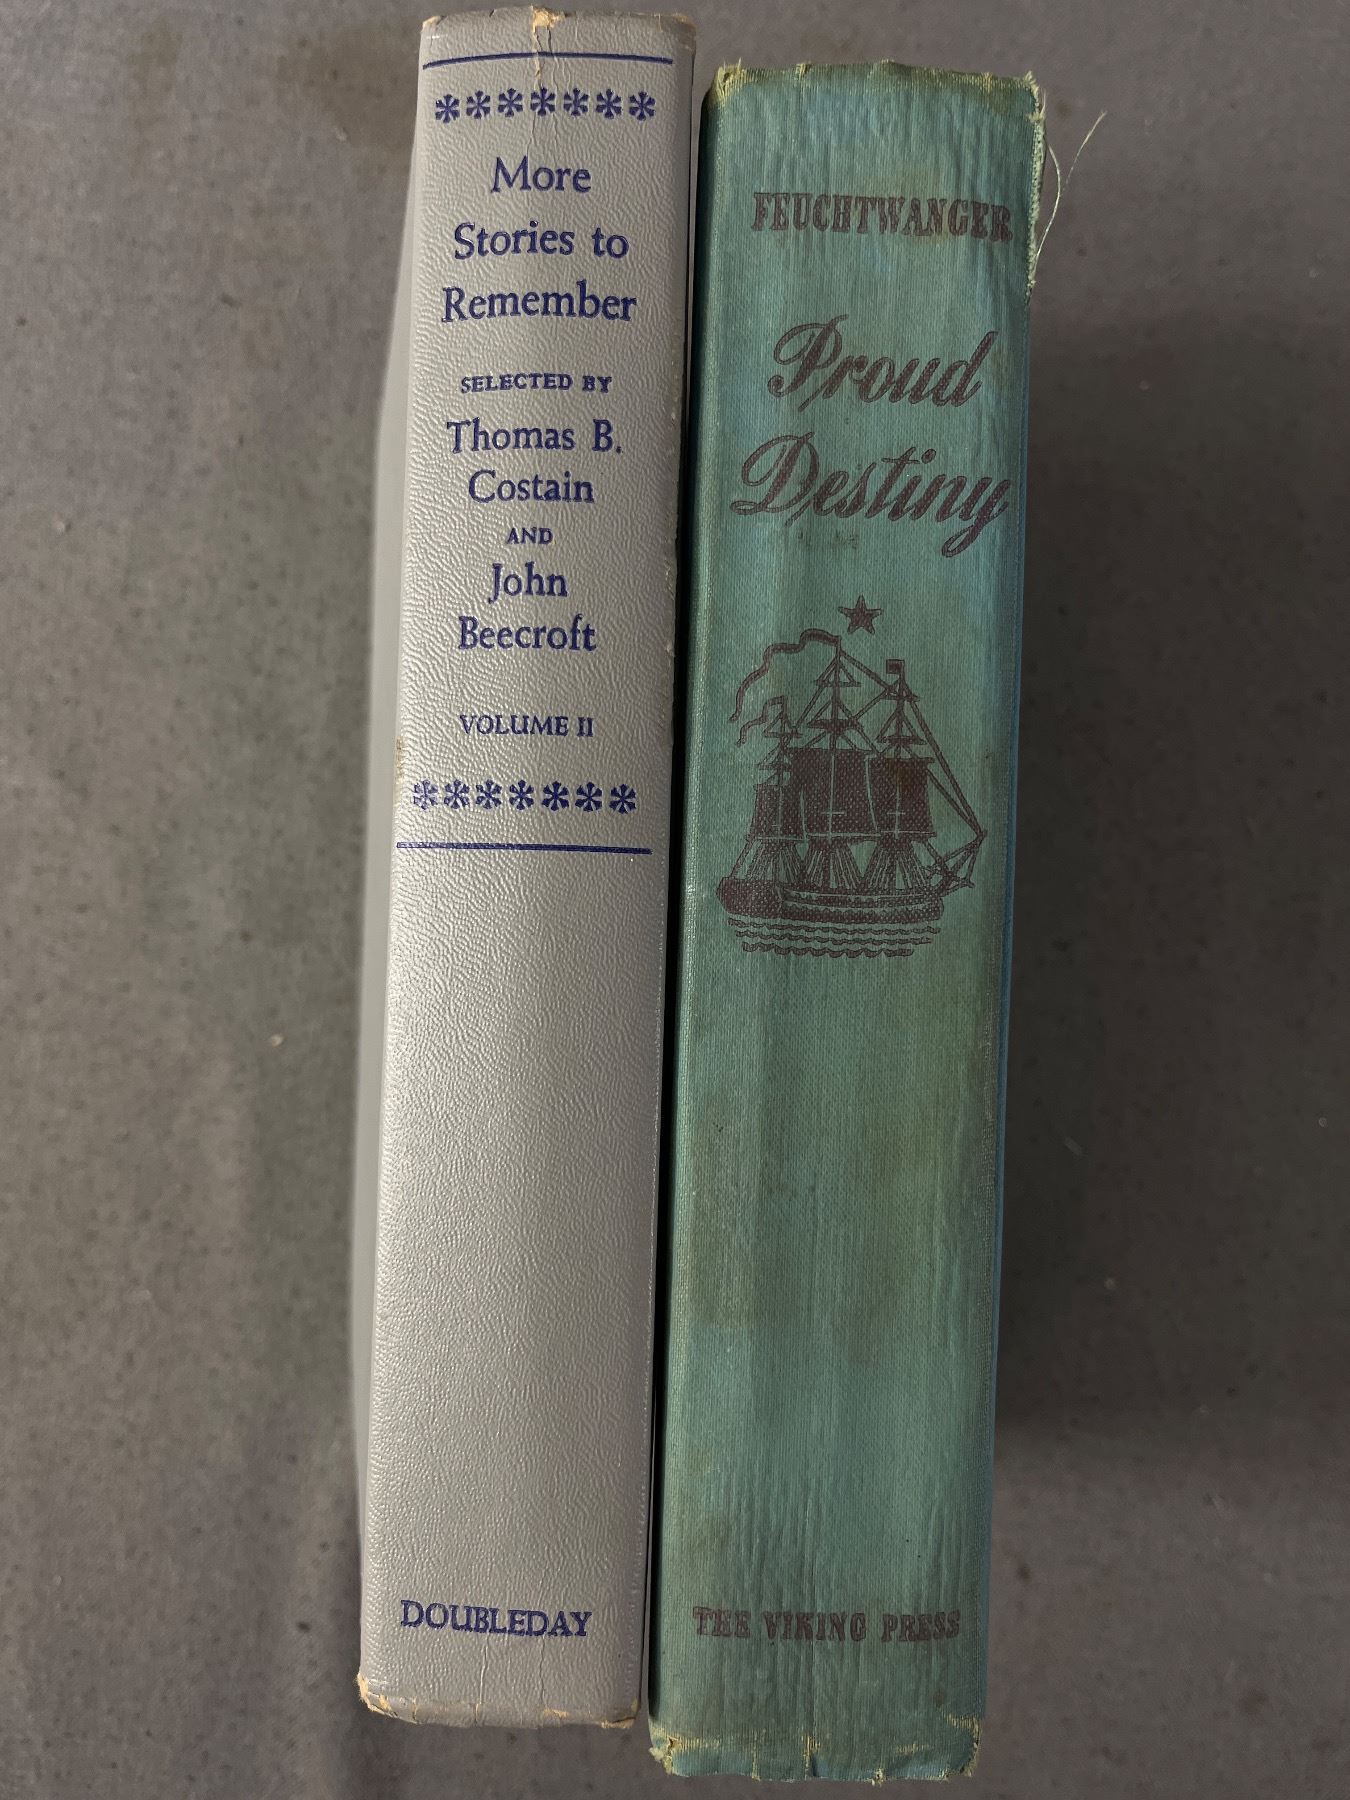 More
Stories to
Remember
SELECTED BY
Thomas B.
Costain
AND
John
Beecroft
VOLUME II
DOUBLEDAY
FEUCHTWANGER
Proud
Destiny
THE VIKING PRESS